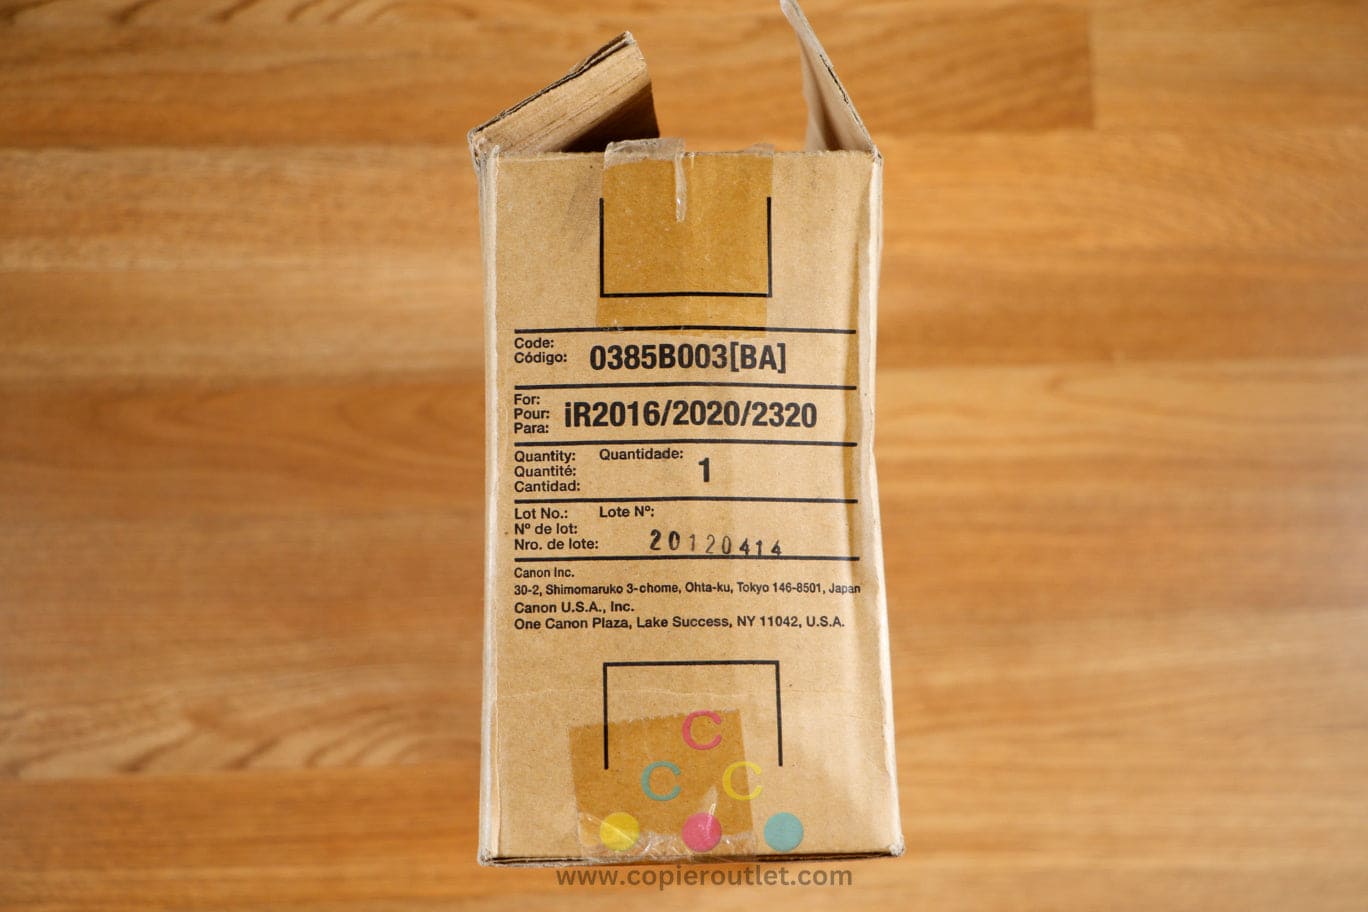 Code:
Código: 0385B003[BA]
For:
Pour: iR2016/2020/2320
Para:
Quantity: Quantidade:
Quantité: 1
Cantidad:
Lot No.: Lote Nº:
Nº de lot:
Nro. de lote: 20120414
Canon Inc.
30-2, Shimomaruko 3-chome, Ohta-ku, Tokyo 146-8501, Japan
Canon U.S.A., Inc.
One Canon Plaza, Lake Success, NY 11042, U.S.A.
C
C C
www.copieroutlet.com